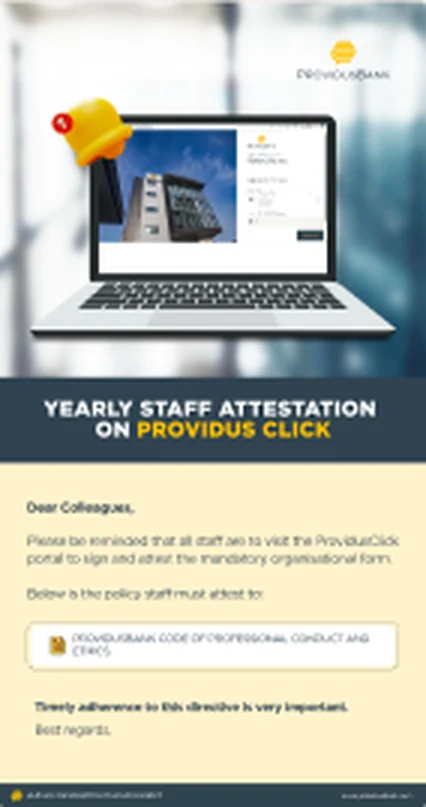 PROVIDUSBANK
YEARLY STAFF ATTESTATION
ON PROVIDUS CLICK
Dear Colleagues,
Please be reminded that all staff are to visit the ProvidusClick
portal to sign and attest the mandatory organisational form.
Below is the policy staff must attest to:
PROVIDUSBANK CODE OF PROFESSIONAL CONDUCT AND
ETHICS
Timely adherence to this directive is very important.
Best regards,